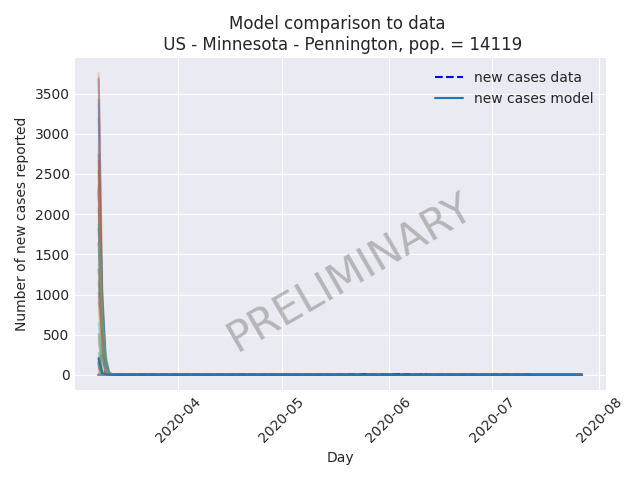 Model comparison to data
US - Minnesota - Pennington, pop. = 14119
new cases data
new cases model
Number of new cases reported
3500
3000
2500
2000
1500
1000
500
0
PRELIMINARY
2020-04
2020-05
2020-06
2020-07
2020-08
Day